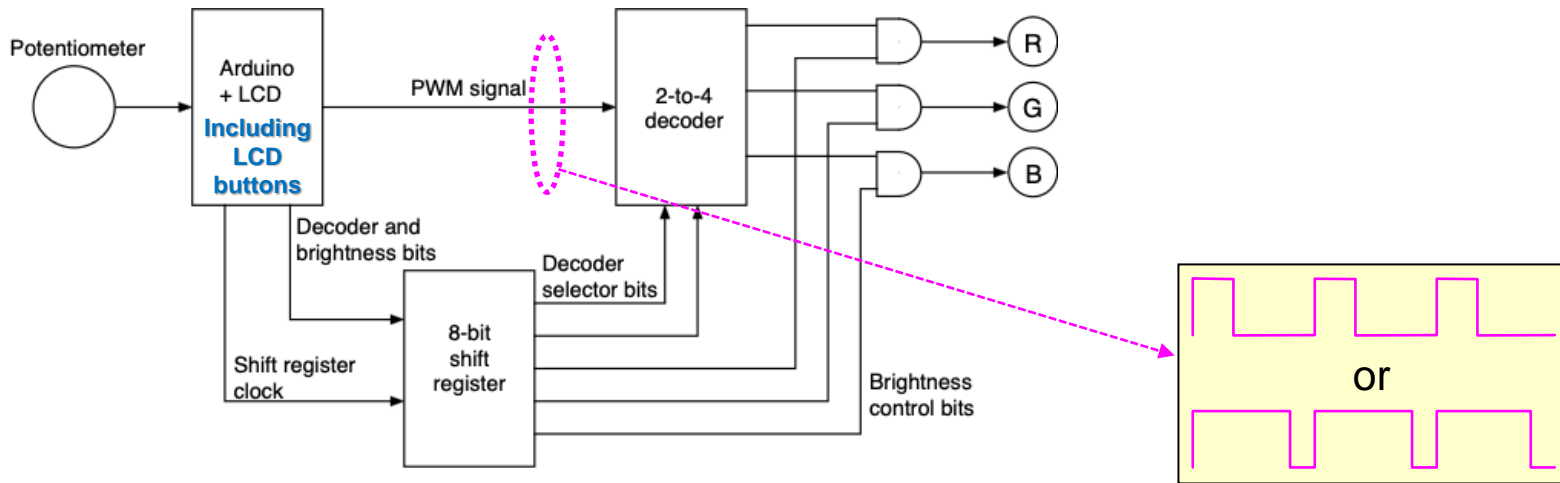 Potentiometer
Arduino
+ LCD
Including
LCD
buttons
PWM signal
2-to-4
decoder
R
G
B
Decoder and
brightness bits
Decoder
selector bits
8-bit
shift
register
Shift register
clock
Brightness
control bits
or